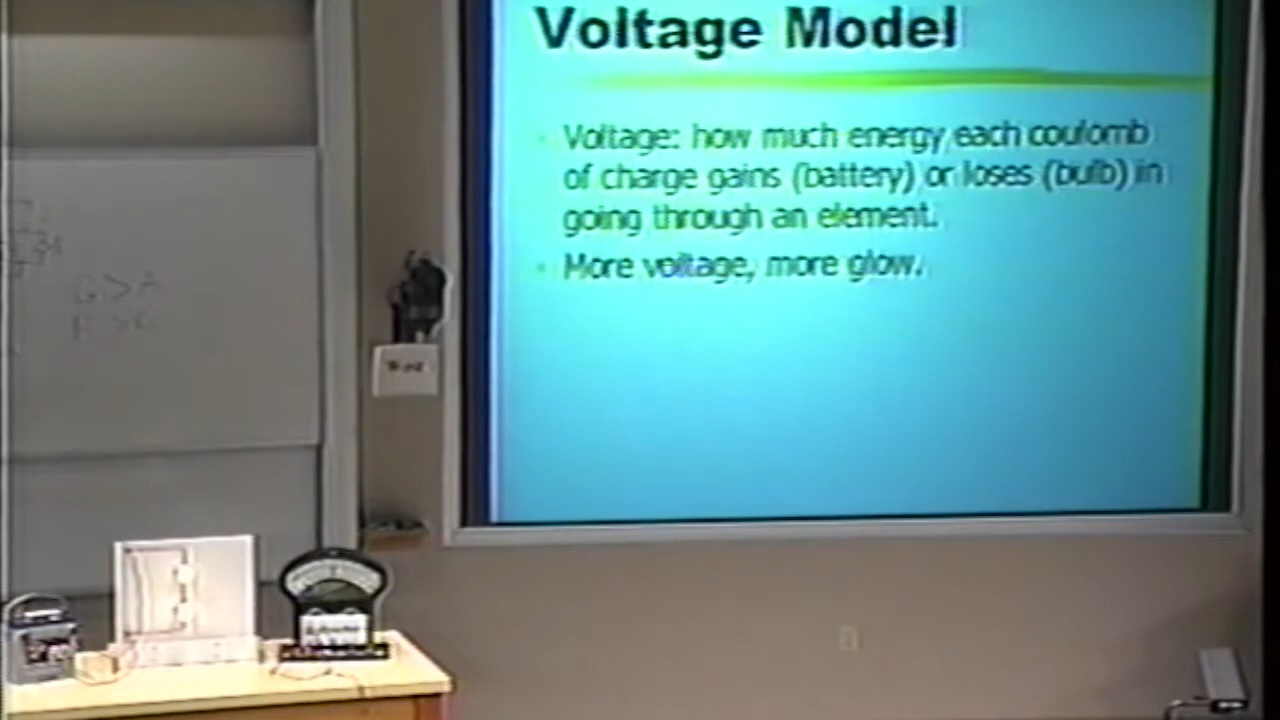 Voltage Model
Voltage: how much energy each coulomb
of charge gains (battery) or loses (bulb) in
going through an element.
More voltage, more glow.
G > A
F > C